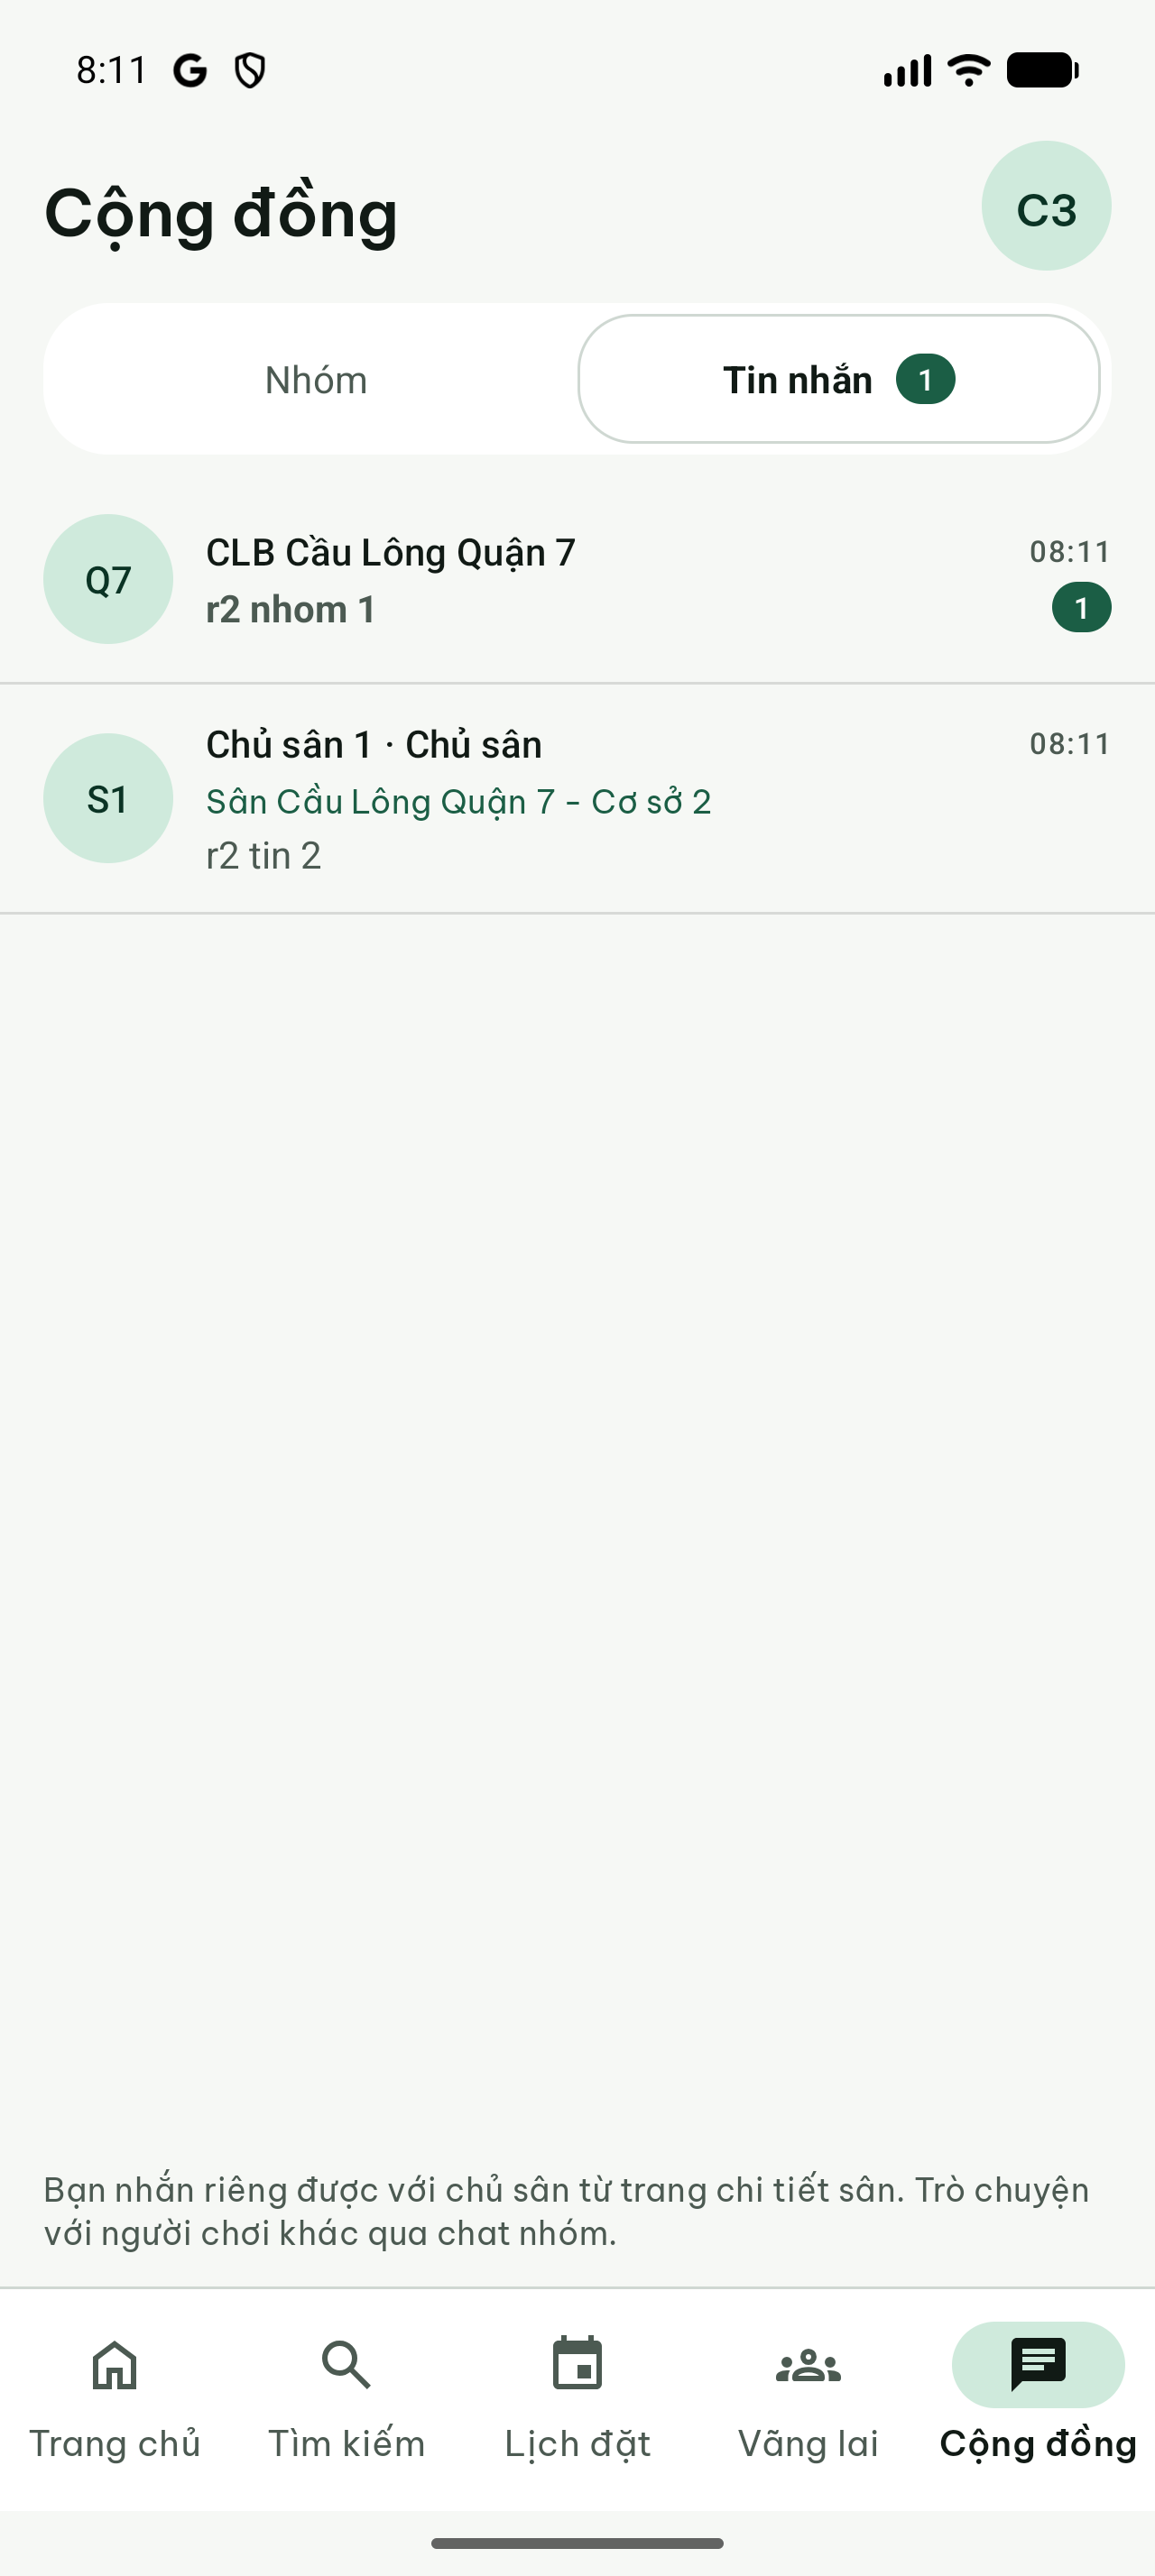 8:11
Cộng đồng
C3
Nhóm
Tin nhắn 1
Q7
CLB Cầu Lông Quận 7
08:11
r2 nhom 1
1
S1
Chủ sân 1 · Chủ sân
08:11
Sân Cầu Lông Quận 7 - Cơ sở 2
r2 tin 2
Bạn nhắn riêng được với chủ sân từ trang chi tiết sân. Trò chuyện
với người chơi khác qua chat nhóm.
Trang chủ
Tìm kiếm
Lịch đặt
Vãng lai
Cộng đồng